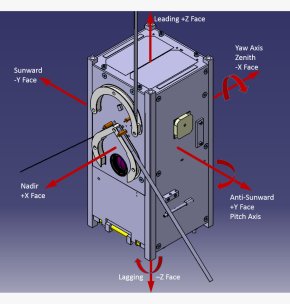 Leading +Z Face
Yaw Axis
Zenith
-X Face
Sunward
-Y Face
Nadir
+X Face
Anti-Sunward
+Y Face
Pitch Axis
Lagging -Z Face